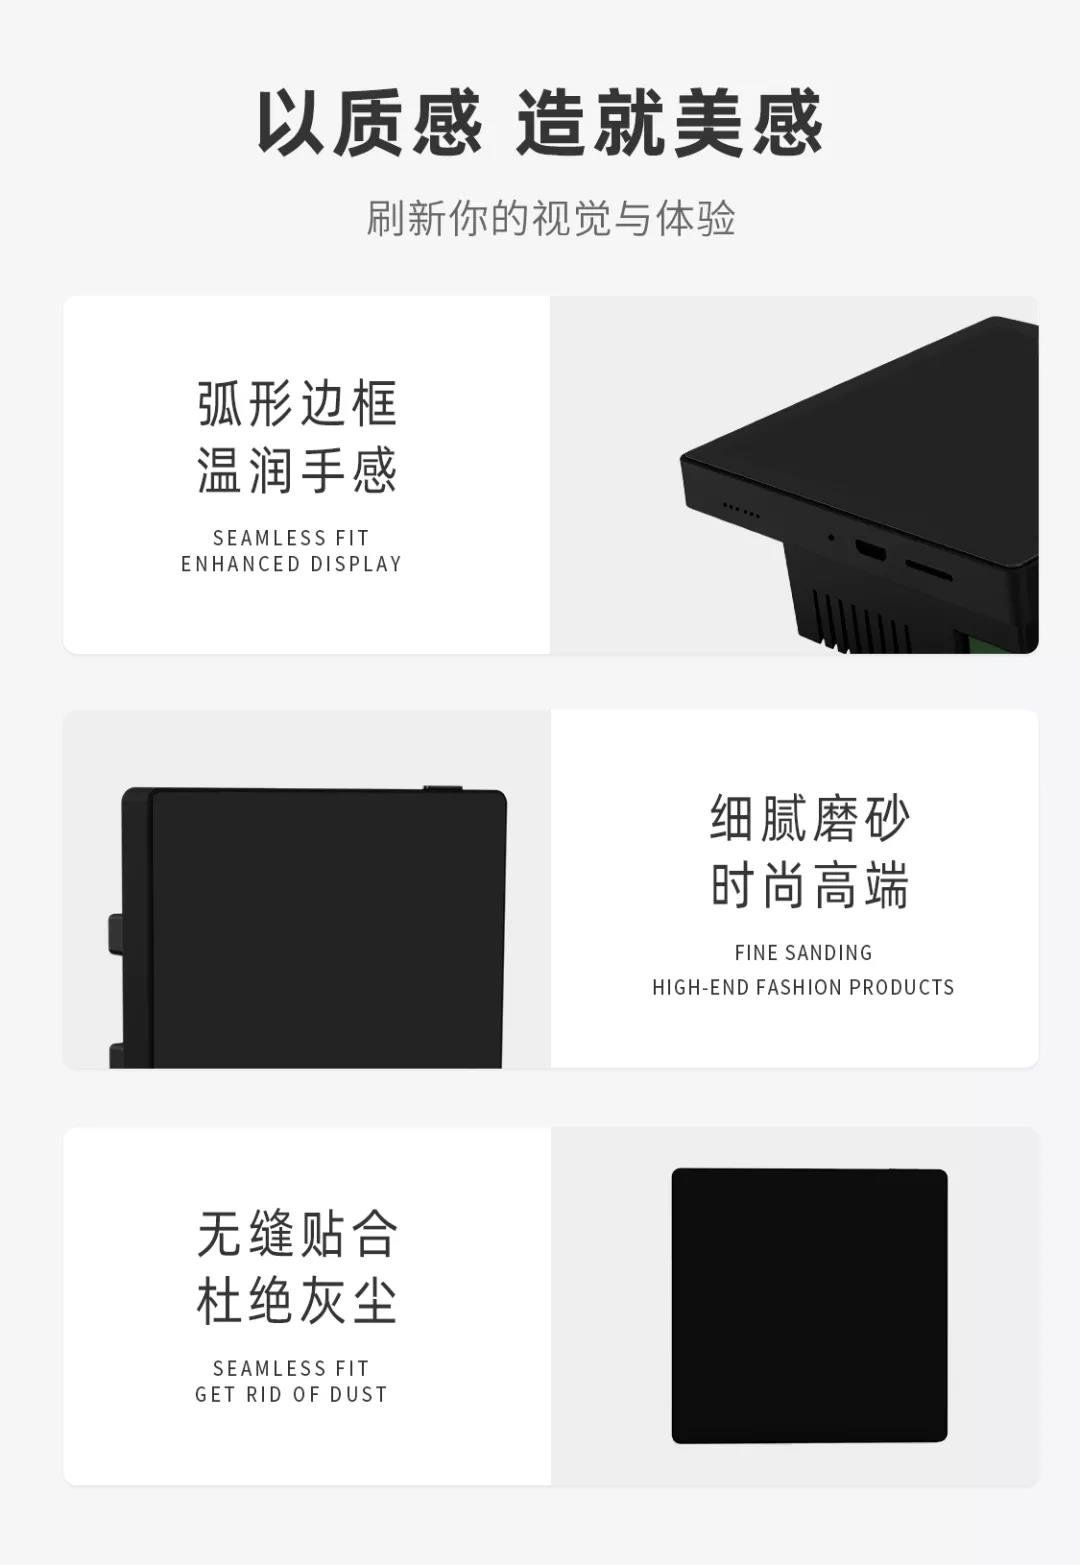 以质感 造就美感
刷新你的视觉与体验
弧形边框
温润手感
SEAMLESS FIT
ENHANCED DISPLAY
细腻磨砂
时尚高端
FINE SANDING
HIGH-END FASHION PRODUCTS
无缝贴合
杜绝灰尘
SEAMLESS FIT
GET RID OF DUST